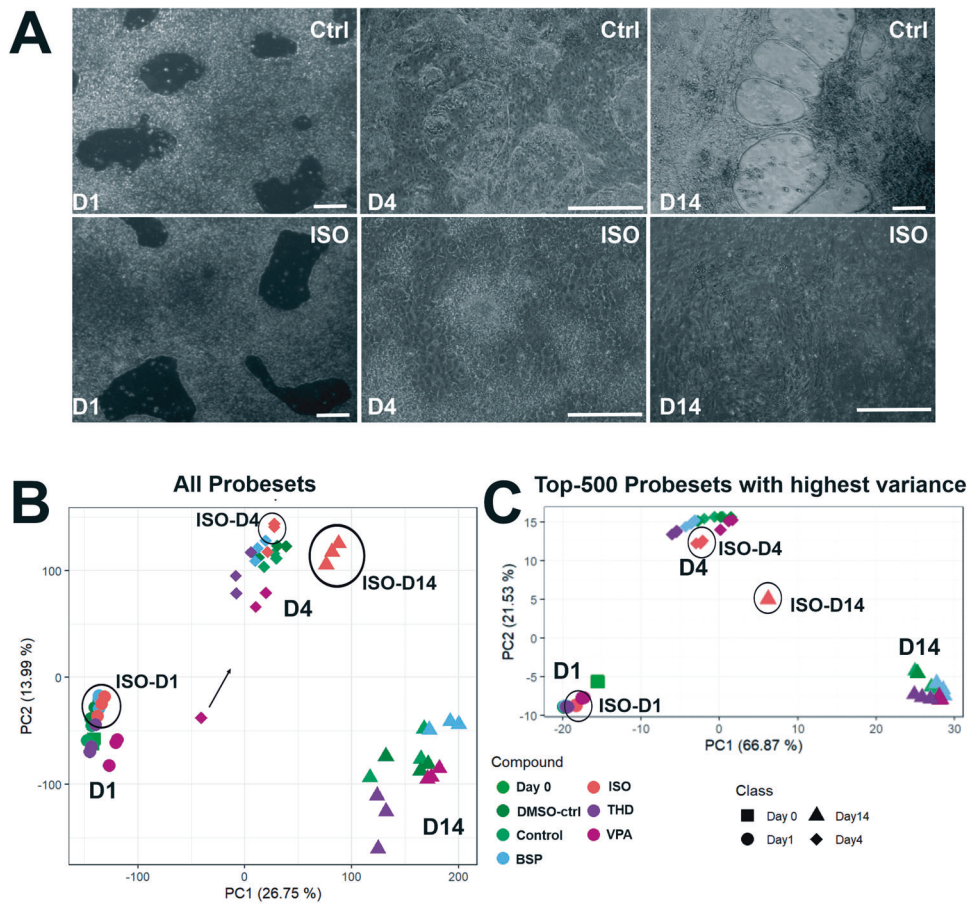 A
Ctrl
Ctrl
Ctrl
D1
D4
D14
ISO
ISO
ISO
D1
D4
D14
B
All Probesets
C
Top-500 Probesets with highest variance
ISO-D4
ISO-D14
D4
ISO-D1
D1
D14
100
0
-100
PC2 (13.99 %)
-100
0
100
200
PC1 (26.75 %)
ISO-D4
D4
ISO-D14
D14
D1
ISO-D1
15
10
5
0
-5
-10
PC2 (21.53 %)
-20
-10
0
10
20
30
PC1 (66.87 %)
Compound
Day 0
ISO
DMSO-ctrl
THD
Control
VPA
BSP
Class
Day 0
Day14
Day1
Day4